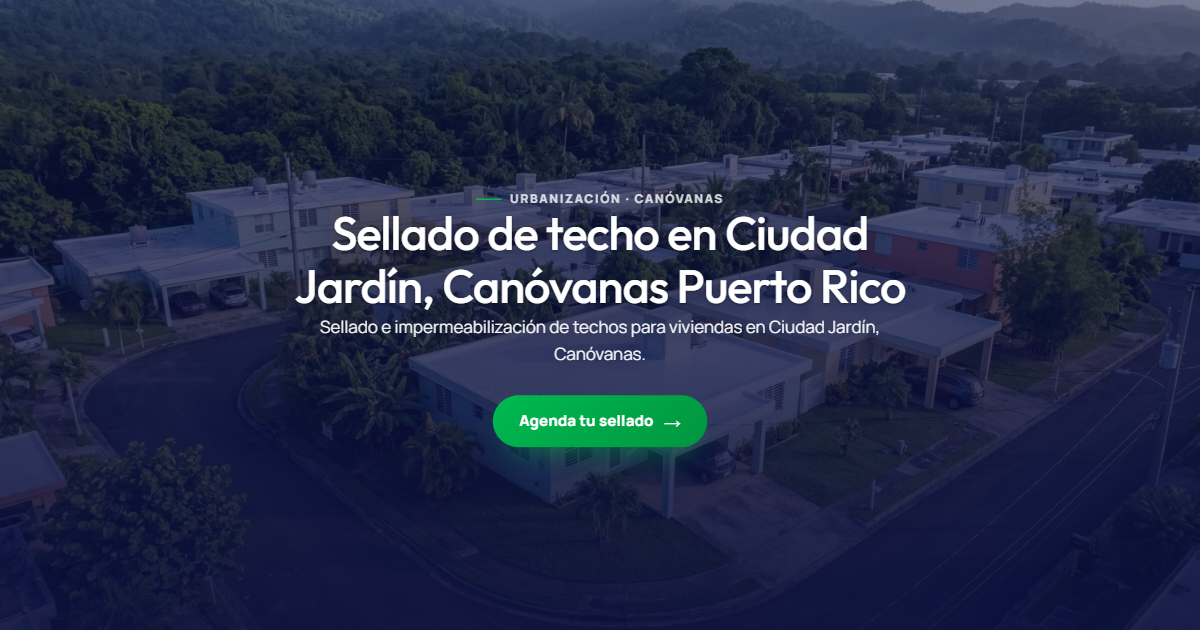 URBANIZACIÓN · CANÓVANAS
Sellado de techo en Ciudad
Jardín, Canóvanas Puerto Rico
Sellado e impermeabilización de techos para viviendas en Ciudad Jardín,
Canóvanas.
Agenda tu sellado →